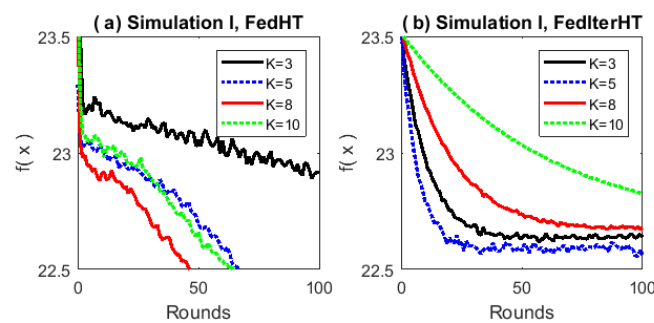 ( a ) Simulation I, FedHT
23.5
23
22.5
f( x )
0
50
100
Rounds
K=3
K=5
K=8
K=10
( b ) Simulation I, FedIterHT
23.5
23
22.5
f( x )
0
50
100
Rounds
K=3
K=5
K=8
K=10